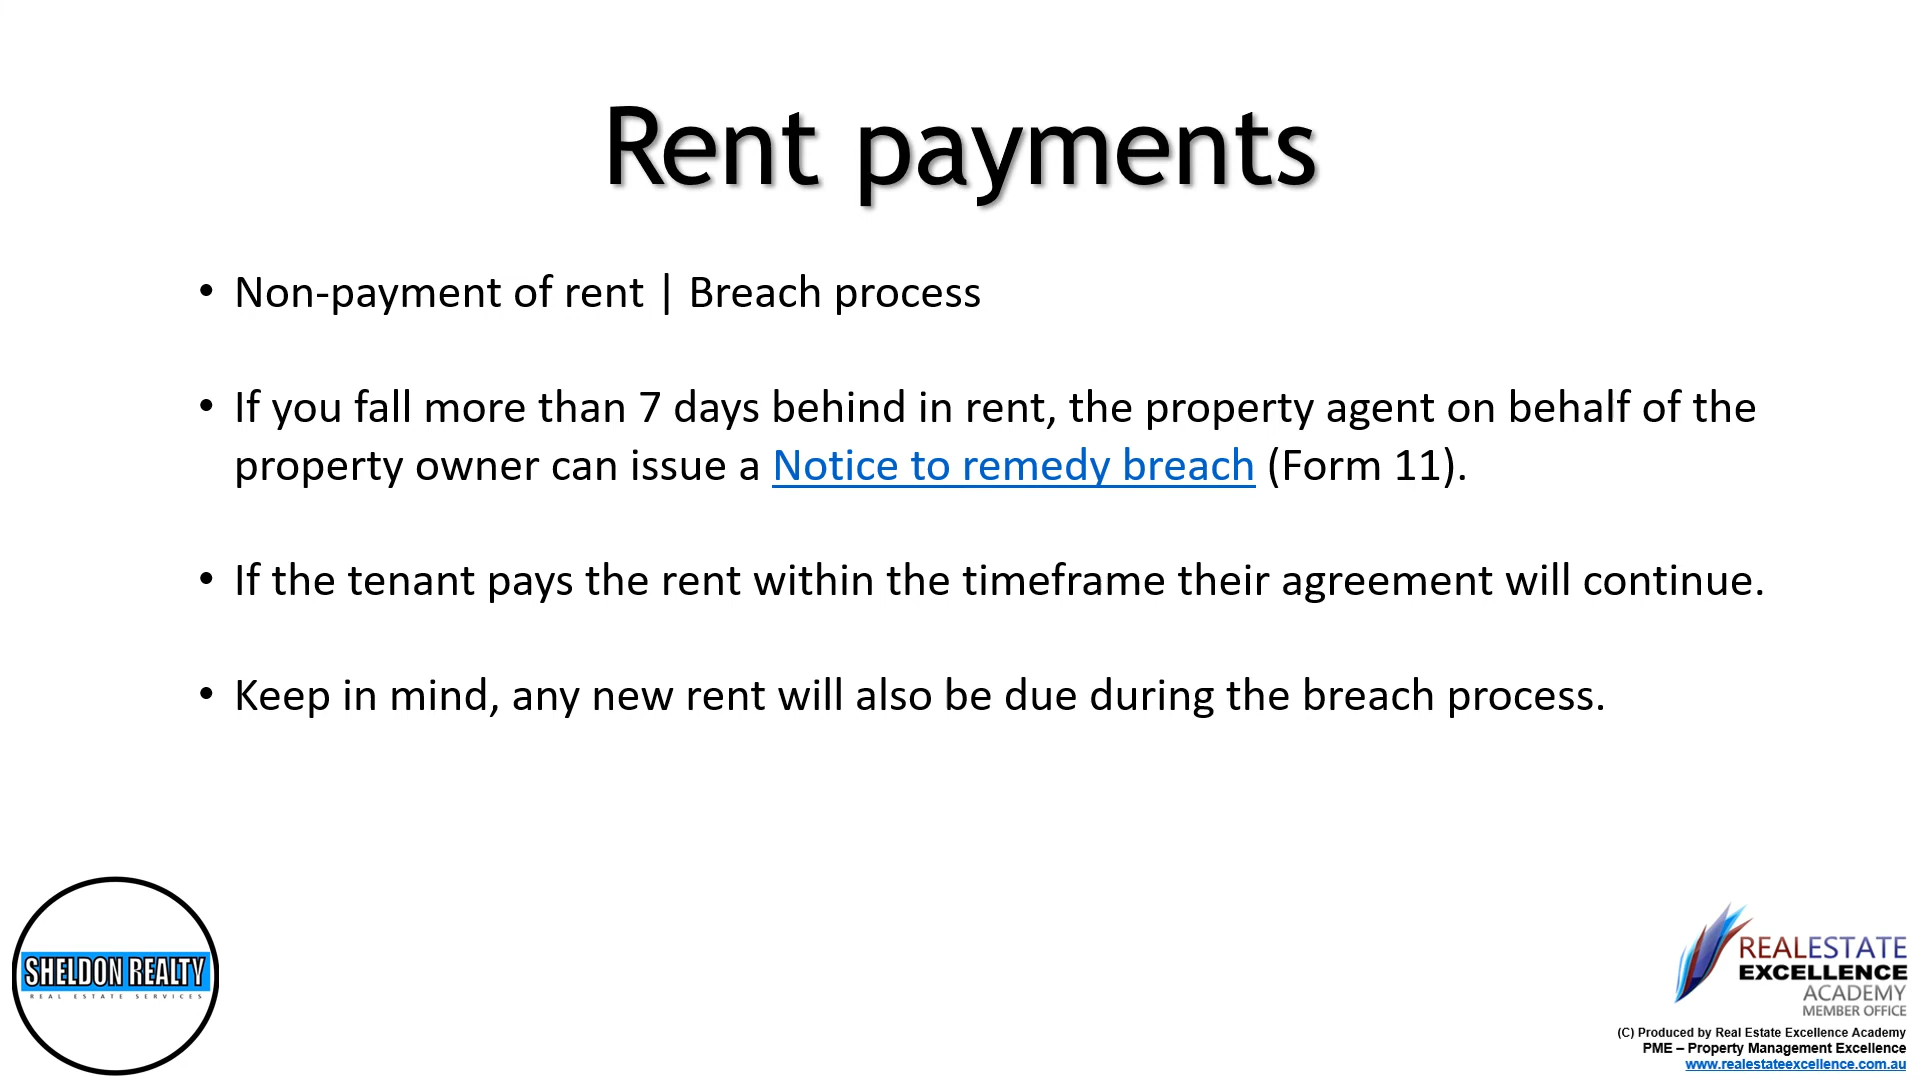 Rent payments
• Non-payment of rent | Breach process
• If you fall more than 7 days behind in rent, the property agent on behalf of the
property owner can issue a Notice to remedy breach (Form 11).
• If the tenant pays the rent within the timeframe their agreement will continue.
• Keep in mind, any new rent will also be due during the breach process.
SHELDON REALTY
REAL ESTATE SERVICES
REALESTATE
EXCELLENCE
ACADEMY
MEMBER OFFICE
(C) Produced by Real Estate Excellence Academy
PME – Property Management Excellence
www.realestateexcellence.com.au